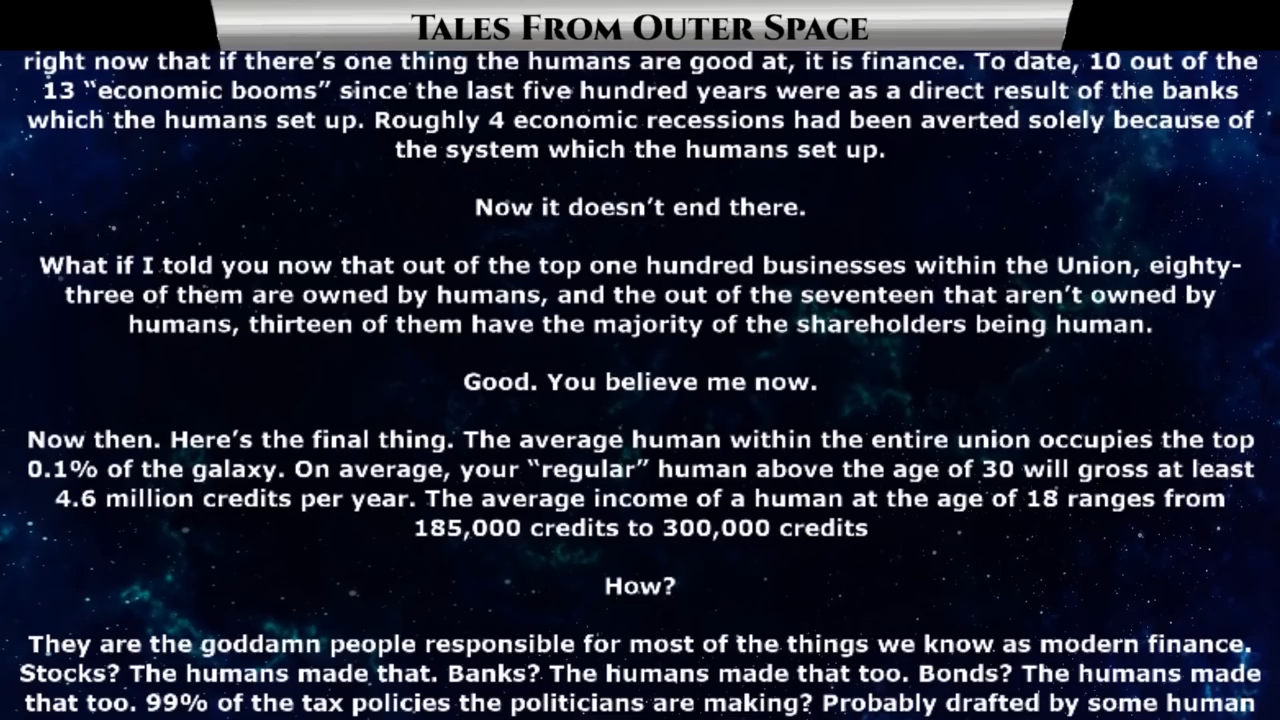 Tales From Outer Space
right now that if there's one thing the humans are good at, it is finance. To date, 10 out of the
13 “economic booms” since the last five hundred years were as a direct result of the banks
which the humans set up. Roughly 4 economic recessions had been averted solely because of
the system which the humans set up.
Now it doesn't end there.
What if I told you now that out of the top one hundred businesses within the Union, eighty-
three of them are owned by humans, and the out of the seventeen that aren't owned by
humans, thirteen of them have the majority of the shareholders being human.
Good. You believe me now.
Now then. Here's the final thing. The average human within the entire union occupies the top
0.1% of the galaxy. On average, your “regular” human above the age of 30 will gross at least
4.6 million credits per year. The average income of a human at the age of 18 ranges from
185,000 credits to 300,000 credits
How?
They are the goddamn people responsible for most of the things we know as modern finance.
Stocks? The humans made that. Banks? The humans made that too. Bonds? The humans made
that too. 99% of the tax policies the politicians are making? Probably drafted by some human